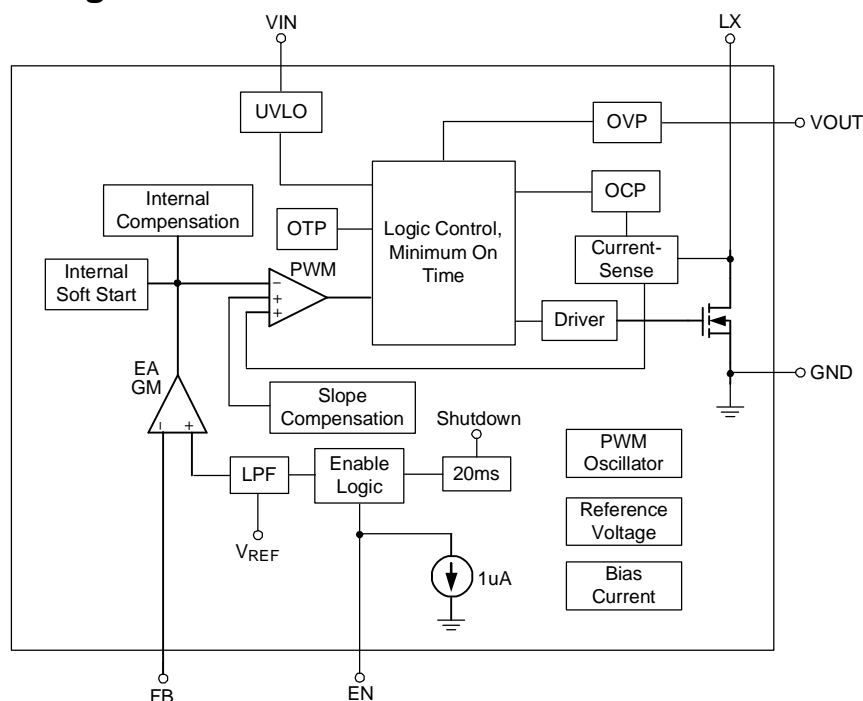 VIN
LX
UVLO
OVP
VOUT
Internal
Compensation
OTP
Logic Control,
Minimum On
Time
OCP
Current-
Sense
Internal
Soft Start
PWM
−
+
+
Driver
EA
GM
− +
Slope
Compensation
GND
Shutdown
LPF
Enable
Logic
20ms
PWM
Oscillator
VREF
Reference
Voltage
1uA
Bias
Current
FB
EN